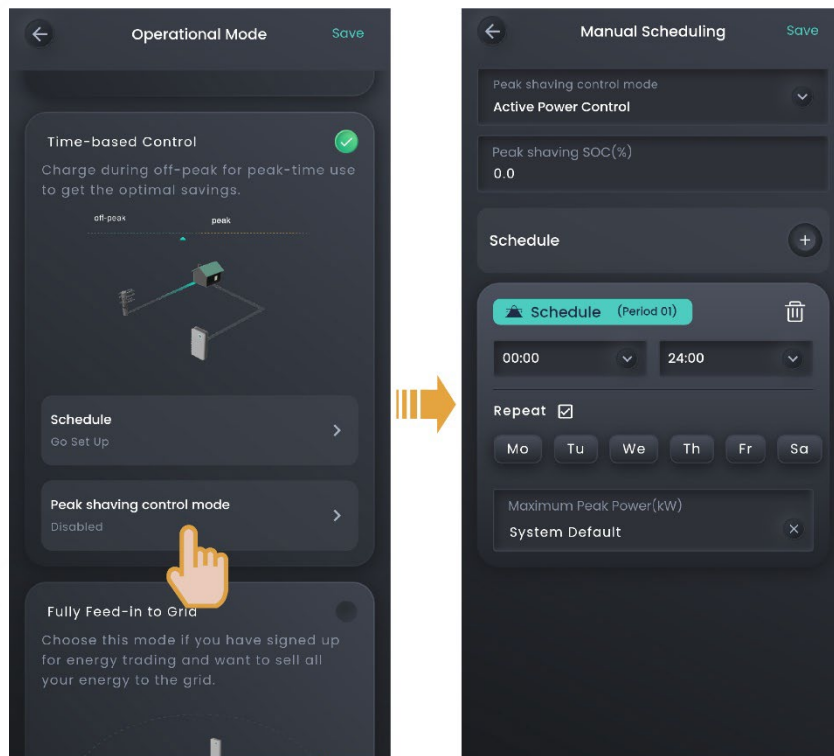 Operational Mode
Save
Time-based Control
Charge during off-peak for peak-time use
to get the optimal savings.
off-peak
peak
Schedule
Go Set Up
Peak shaving control mode
Disabled
Fully Feed-in to Grid
Choose this mode if you have signed up
for energy trading and want to sell all
your energy to the grid.
Manual Scheduling
Save
Peak shaving control mode
Active Power Control
Peak shaving SOC(%)
0.0
Schedule
Schedule (Period 01)
00:00
24:00
Repeat
Mo Tu We Th Fr Sa
Maximum Peak Power(kW)
System Default